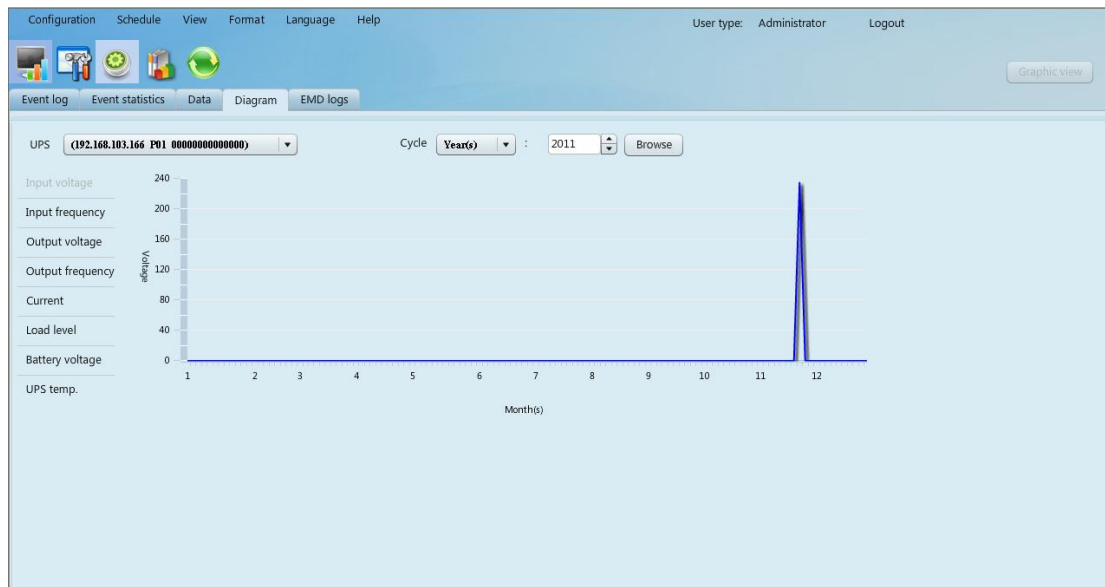 Configuration Schedule View Format Language Help User type: Administrator Logout
Graphic view
Event log Event statistics Data Diagram EMD logs
UPS (192.168.103.166 P01 00000000000000) Cycle Year(s) : 2011 Browse
Input voltage
Input frequency
Output voltage
Output frequency
Current
Load level
Battery voltage
UPS temp.
Voltage
240
200
160
120
80
40
0
1 2 3 4 5 6 7 8 9 10 11 12
Month(s)